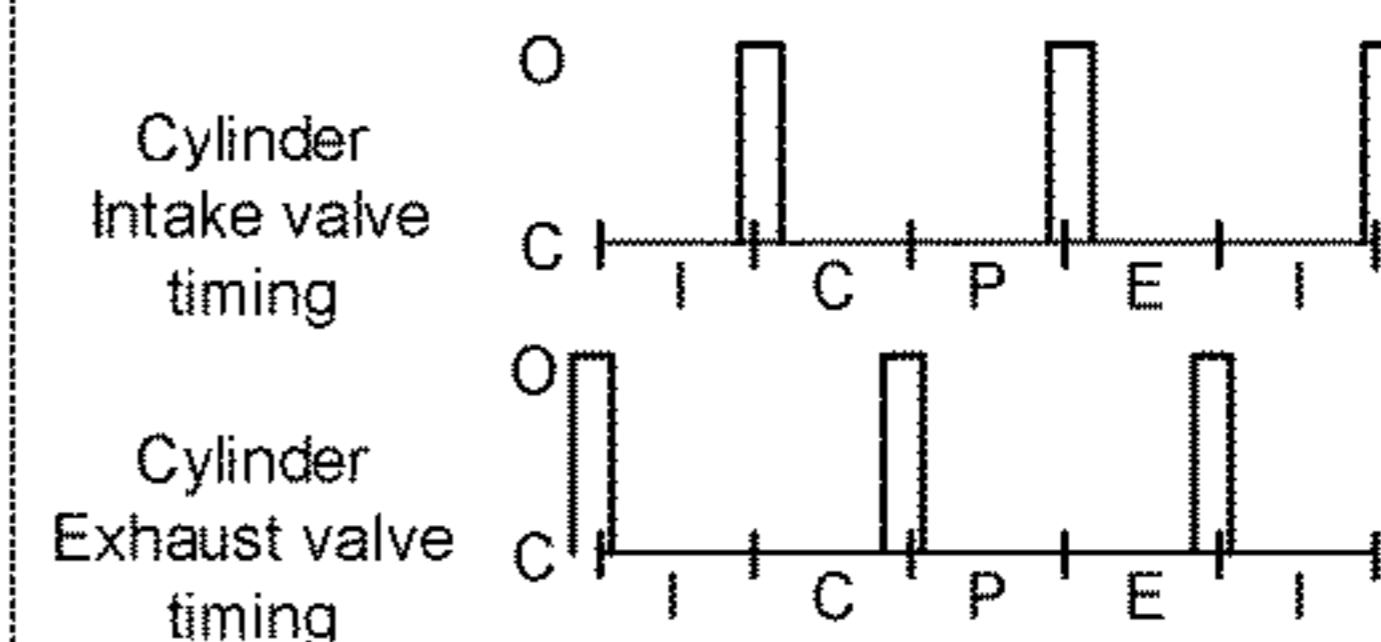 O
Cylinder
Intake valve
timing
C
I C P E I
O
Cylinder
Exhaust valve
timing
C
I C P E I